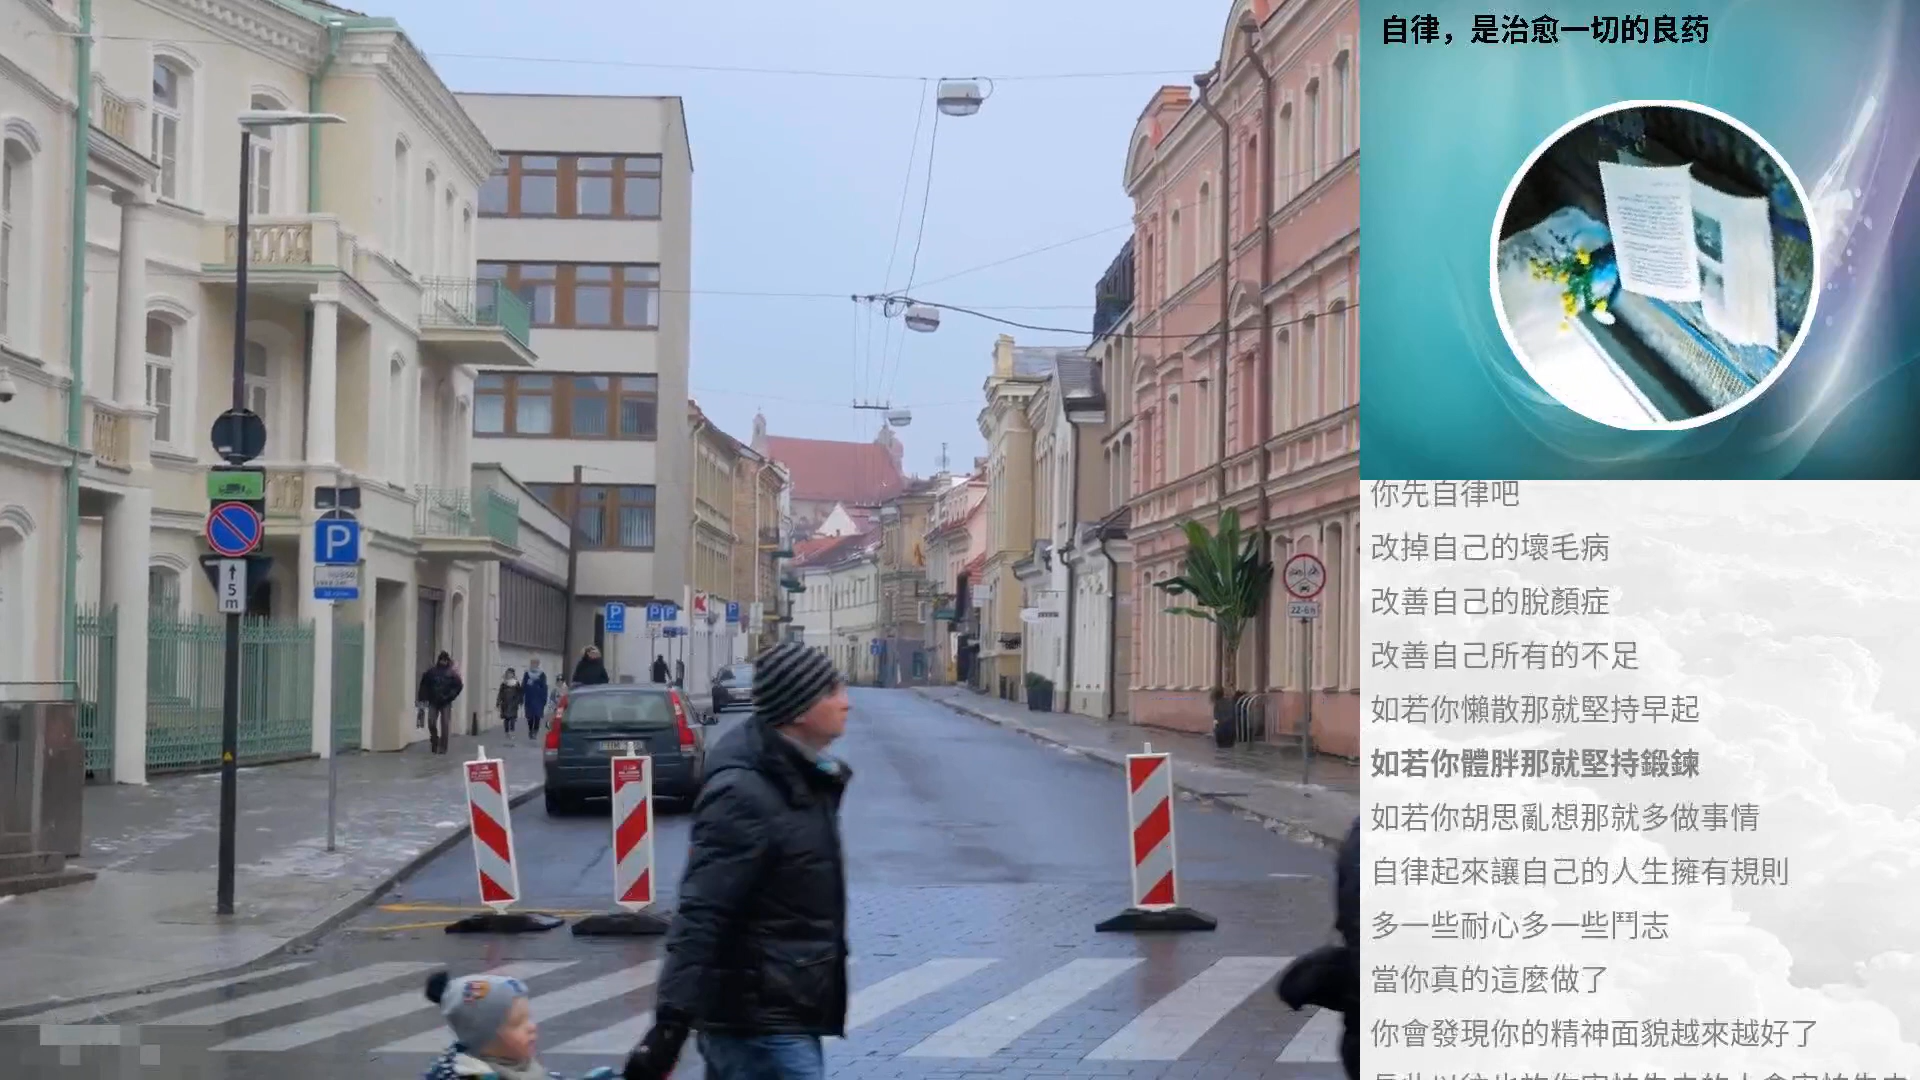 自律，是治愈一切的良药
你先自律吧
改掉自己的壞毛病
改善自己的脫顏症
改善自己所有的不足
如若你懶散那就堅持早起
如若你體胖那就堅持鍛鍊
如若你胡思亂想那就多做事情
自律起來讓自己的人生擁有規則
多一些耐心多一些鬥志
當你真的這麼做了
你會發現你的精神面貌越來越好了
P
5
m
P
P
P
P
P
22-6h